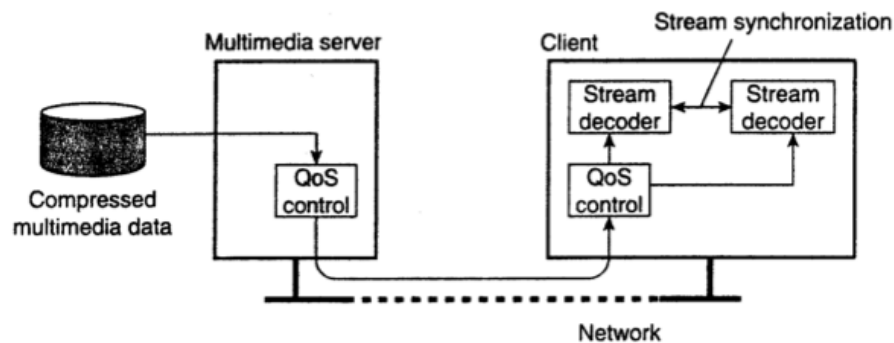 Stream synchronization
Multimedia server
Client
Stream
decoder
Stream
decoder
QoS
control
QoS
control
Compressed
multimedia data
Network